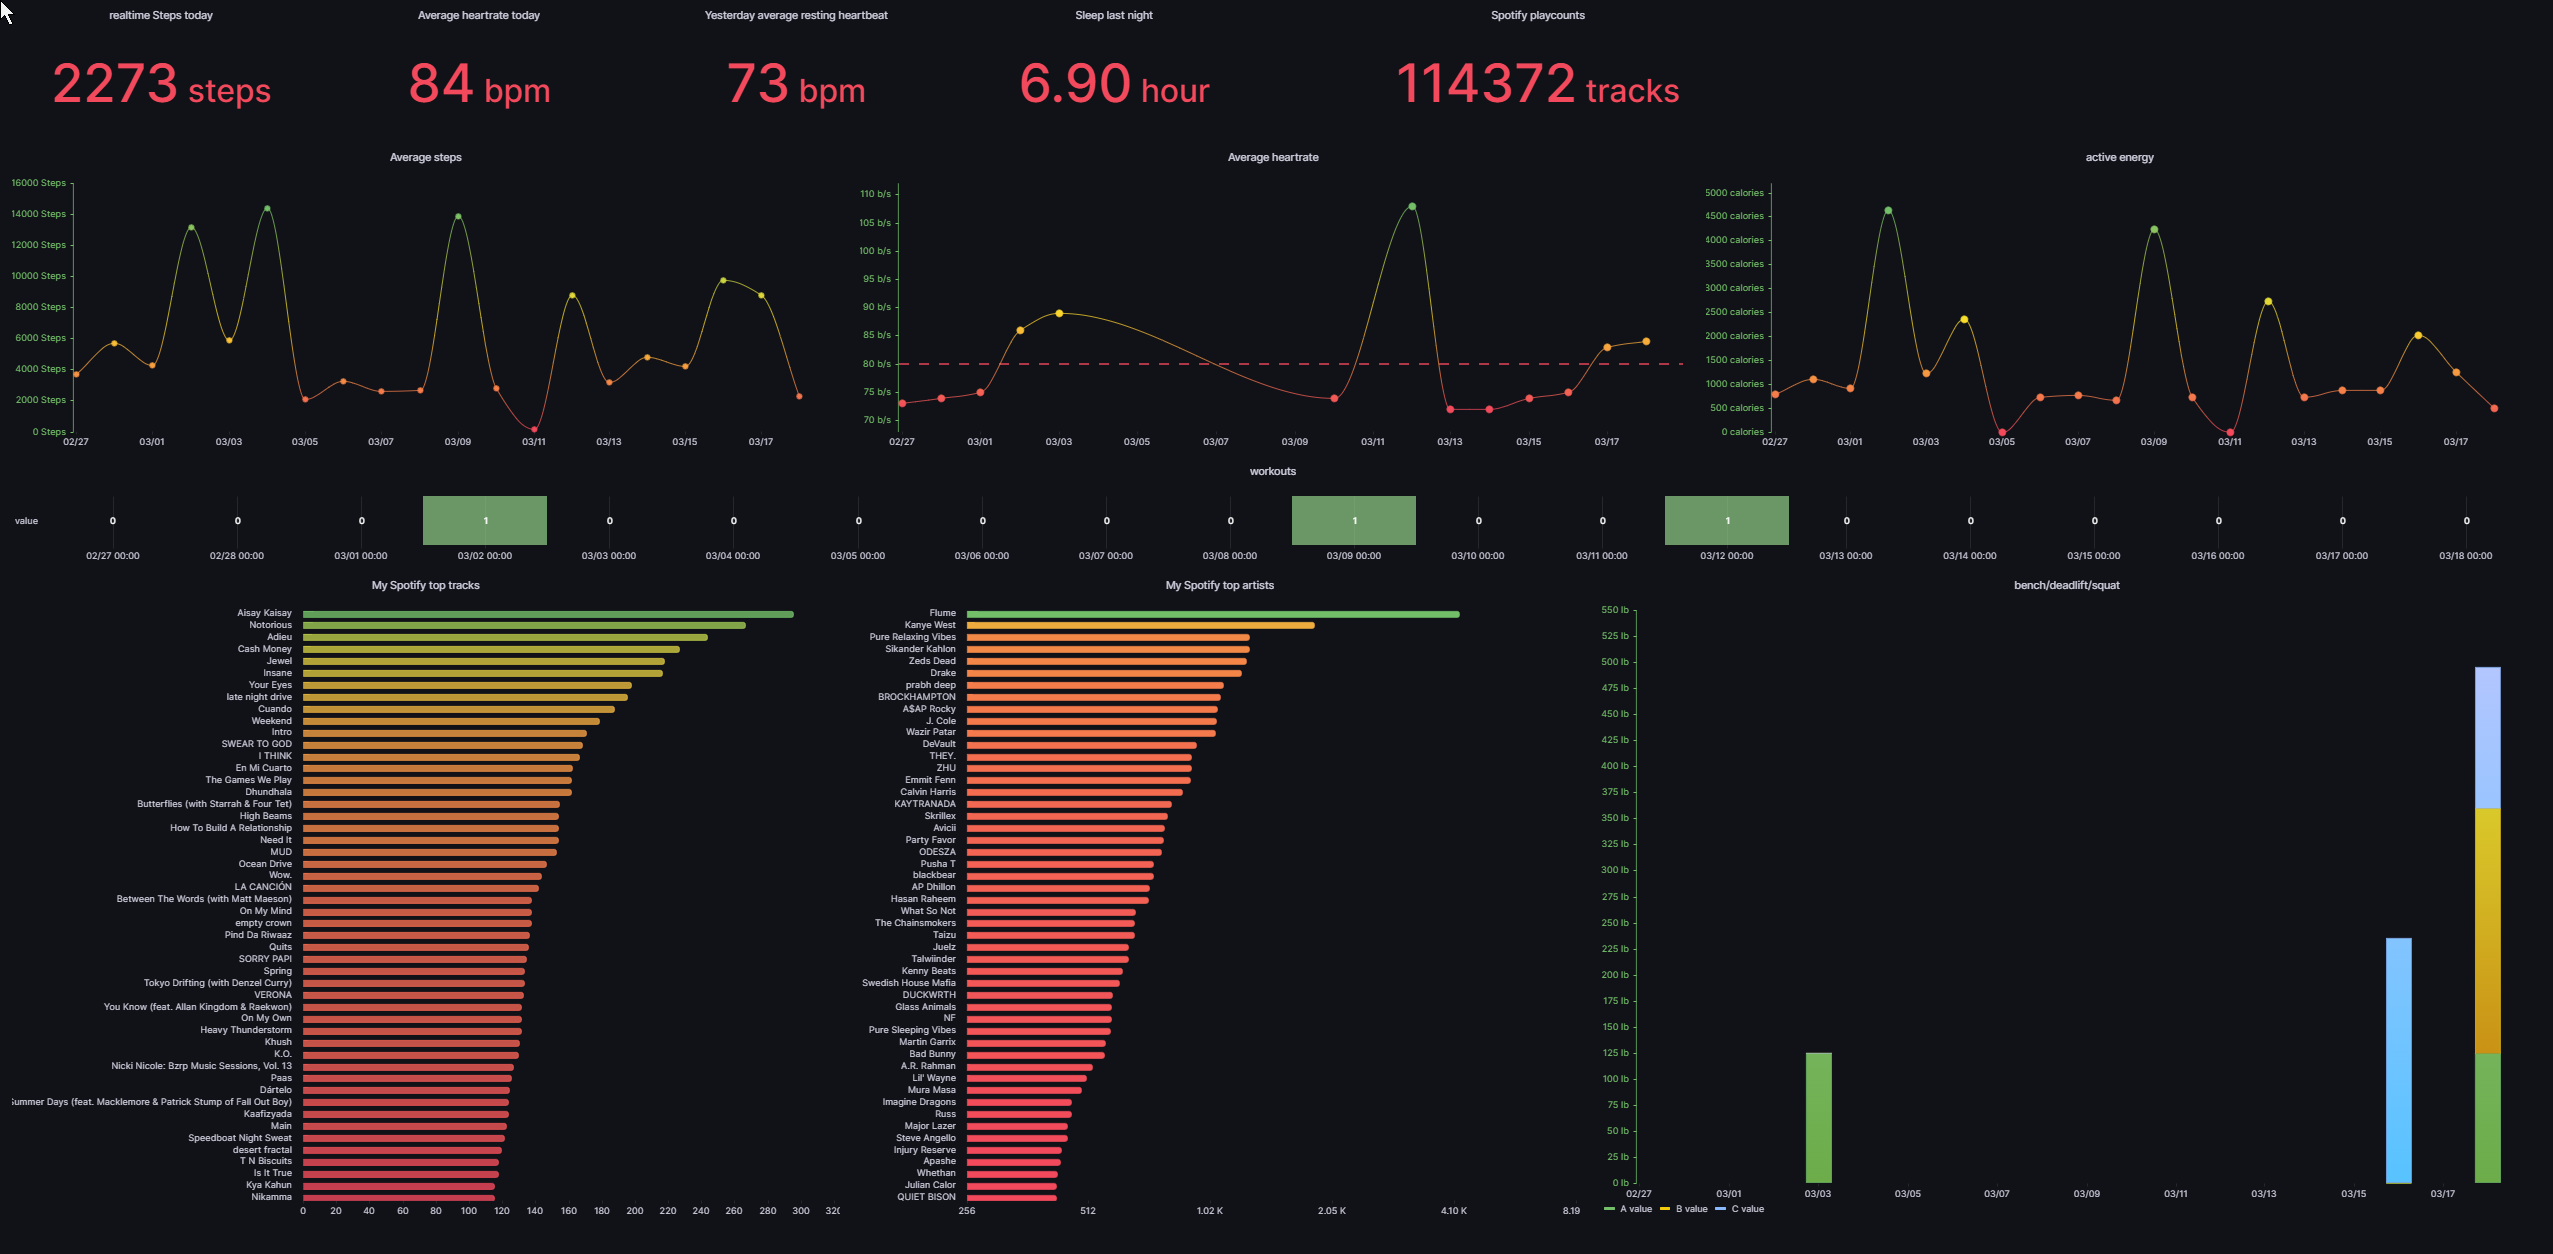 realtime Steps today
Average heartrate today
Yesterday average resting heartbeat
Sleep last night
Spotify playcounts
2273 steps
84 bpm
73 bpm
6.90 hour
114372 tracks
Average steps
16000 Steps
14000 Steps
12000 Steps
10000 Steps
8000 Steps
6000 Steps
4000 Steps
2000 Steps
0 Steps
02/27 03/01 03/03 03/05 03/07 03/09 03/11 03/13 03/15 03/17
Average heartrate
110 b/s
105 b/s
100 b/s
95 b/s
90 b/s
85 b/s
80 b/s
75 b/s
70 b/s
02/27 03/01 03/03 03/05 03/07 03/09 03/11 03/13 03/15 03/17
active energy
5000 calories
4500 calories
4000 calories
3500 calories
3000 calories
2500 calories
2000 calories
1500 calories
1000 calories
500 calories
0 calories
02/27 03/01 03/03 03/05 03/07 03/09 03/11 03/13 03/15 03/17
workouts
value 0 0 0 1 0 0 0 0 0 0 1 0 0 1 0 0 0 0 0 0
02/27 00:00 02/28 00:00 03/01 00:00 03/02 00:00 03/03 00:00 03/04 00:00 03/05 00:00 03/06 00:00 03/07 00:00 03/08 00:00 03/09 00:00 03/10 00:00 03/11 00:00 03/12 00:00 03/13 00:00 03/14 00:00 03/15 00:00 03/16 00:00 03/17 00:00 03/18 00:00
My Spotify top tracks
Aisay Kaisay
Notorious
Adieu
Cash Money
Jewel
Insane
Your Eyes
late night drive
Cuando
Weekend
Intro
SWEAR TO GOD
I THINK
En Mi Cuarto
The Games We Play
Dhundhala
Butterflies (with Starrah & Four Tet)
High Beams
How To Build A Relationship
Need It
MUD
Ocean Drive
Wow.
LA CANCIÓN
Between The Words (with Matt Maeson)
On My Mind
empty crown
Pind Da Riwaaz
Quits
SORRY PAPI
Spring
Tokyo Drifting (with Denzel Curry)
VERONA
You Know (feat. Allan Kingdom & Raekwon)
On My Own
Heavy Thunderstorm
Khush
K.O.
Nicki Nicole: Bzrp Music Sessions, Vol. 13
Paas
Dártelo
Summer Days (feat. Macklemore & Patrick Stump of Fall Out Boy)
Kaafizyada
Main
Speedboat Night Sweat
desert fractal
T N Biscuits
Is It True
Kya Kahun
Nikamma
0 20 40 60 80 100 120 140 160 180 200 220 240 260 280 300 320
My Spotify top artists
Flume
Kanye West
Pure Relaxing Vibes
Sikander Kahlon
Zeds Dead
Drake
prabh deep
BROCKHAMPTON
A$AP Rocky
J. Cole
Wazir Patar
DeVault
THEY.
ZHU
Emmit Fenn
Calvin Harris
KAYTRANADA
Skrillex
Avicii
Party Favor
ODESZA
Pusha T
blackbear
AP Dhillon
Hasan Raheem
What So Not
The Chainsmokers
Taizu
Juelz
Talwiinder
Kenny Beats
Swedish House Mafia
DUCKWRTH
Glass Animals
NF
Pure Sleeping Vibes
Martin Garrix
Bad Bunny
A.R. Rahman
Lil' Wayne
Mura Masa
Imagine Dragons
Russ
Major Lazer
Steve Angello
Injury Reserve
Apashe
Whethan
Julian Calor
QUIET BISON
256 512 1.02 K 2.05 K 4.10 K 8.19
bench/deadlift/squat
550 lb
525 lb
500 lb
475 lb
450 lb
425 lb
400 lb
375 lb
350 lb
325 lb
300 lb
275 lb
250 lb
225 lb
200 lb
175 lb
150 lb
125 lb
100 lb
75 lb
50 lb
25 lb
0 lb
02/27 03/01 03/03 03/05 03/07 03/09 03/11 03/13 03/15 03/17
A value B value C value